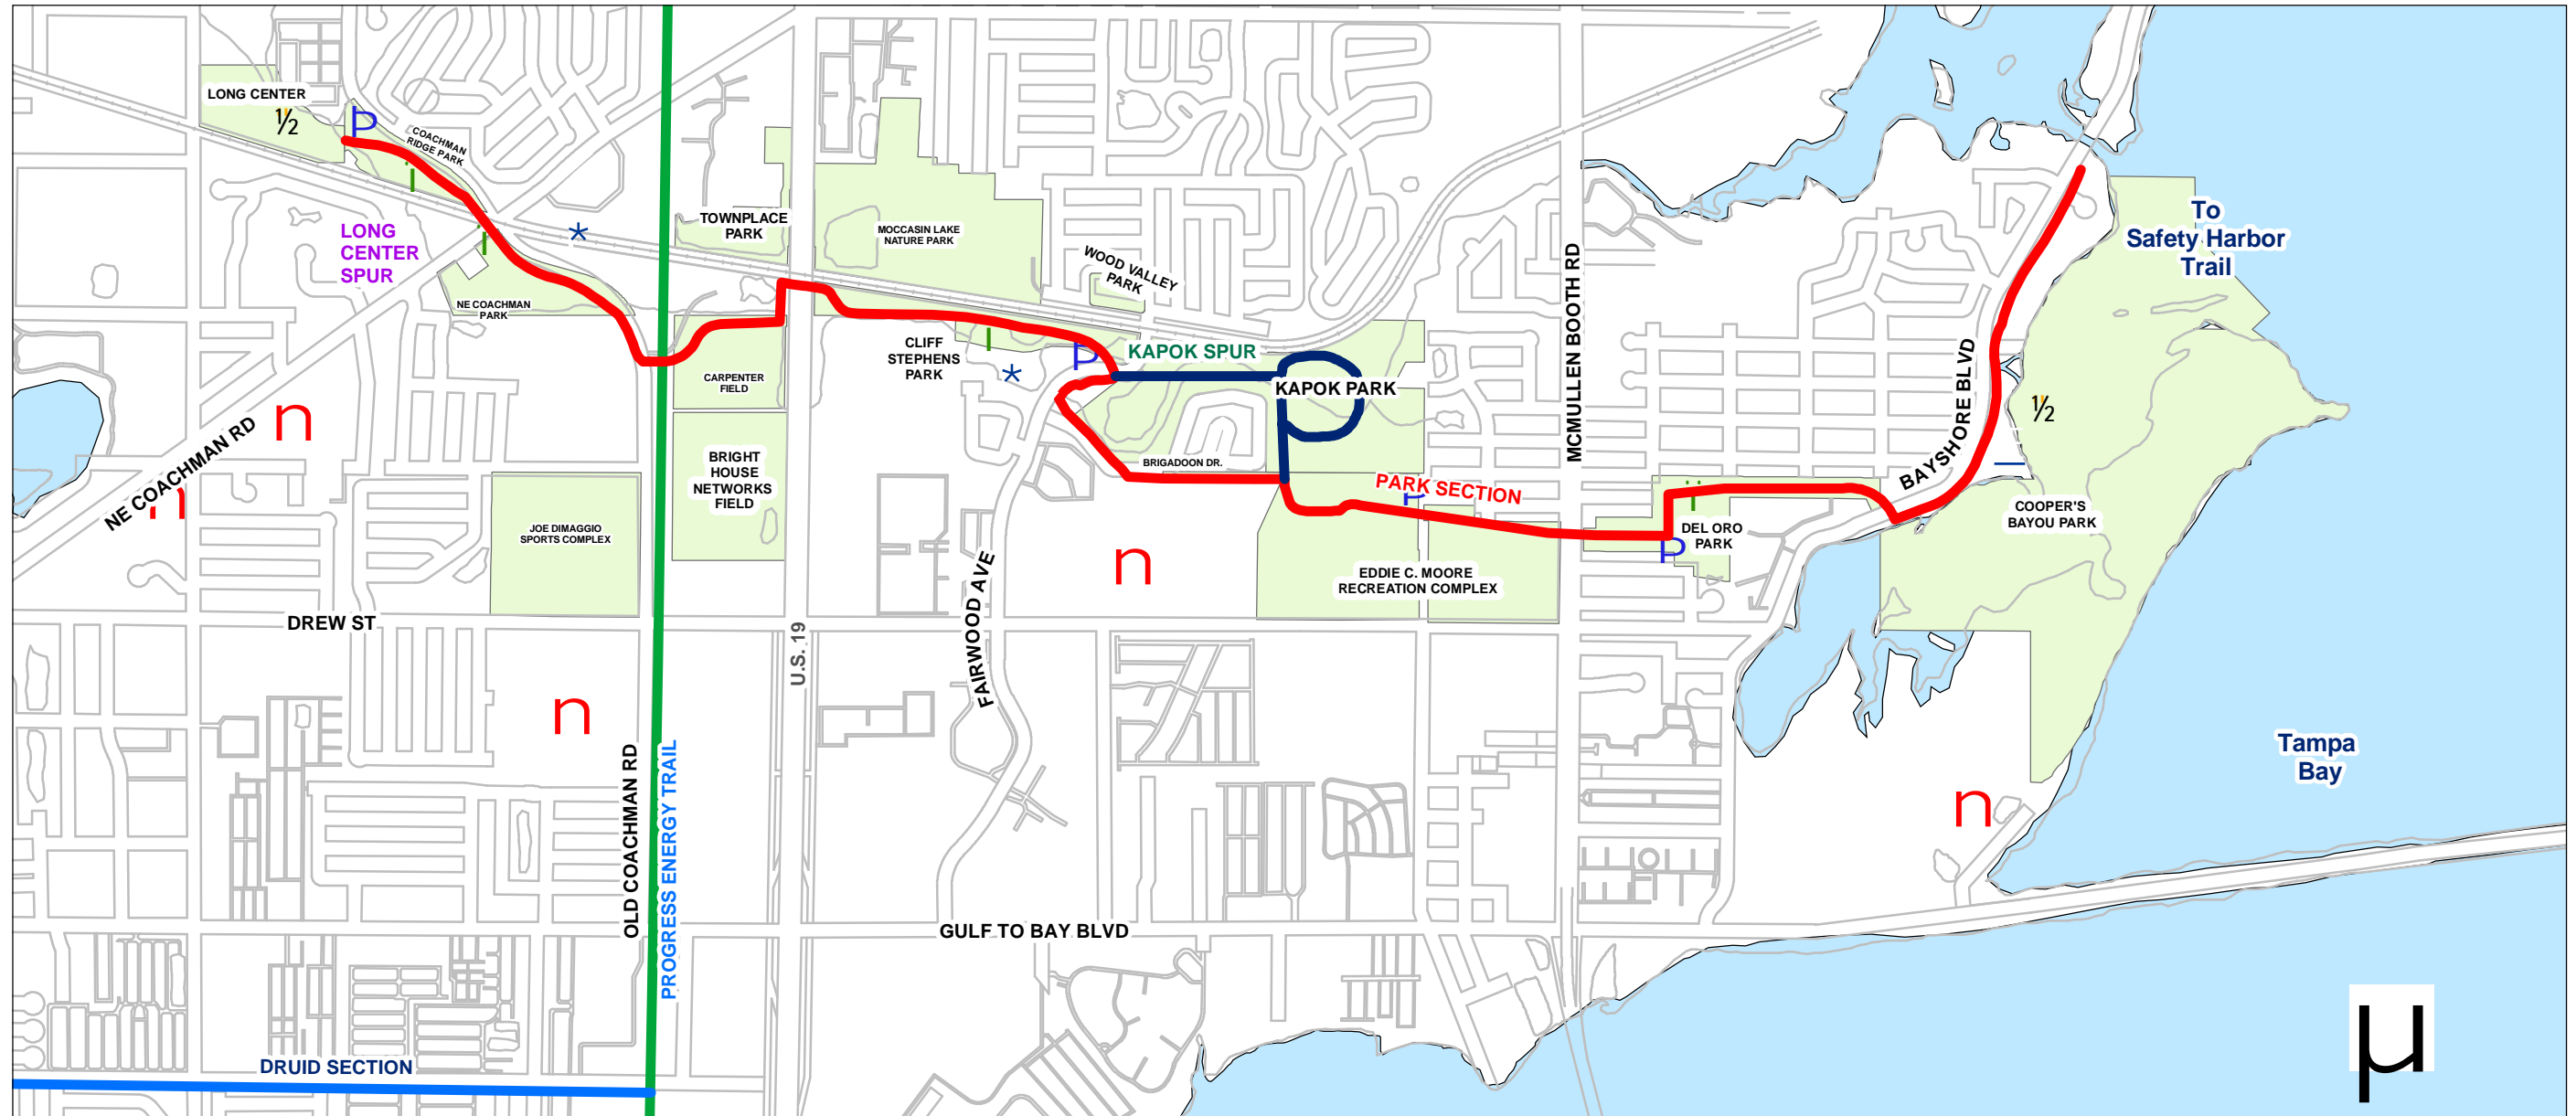 LONG CENTER
½
Þ
COACHMAN
RIDGE PARK
LONG
CENTER
SPUR
NE COACHMAN
PARK
*
TOWNPLACE
PARK
MOCCASIN LAKE
NATURE PARK
WOOD VALLEY
PARK
MCMULLEN BOOTH RD
To
Safety Harbor
Trail
CLIFF
STEPHENS
PARK
*
Þ
KAPOK SPUR
KAPOK PARK
CARPENTER
FIELD
BRIGHT
HOUSE
NETWORKS
FIELD
NE COACHMAN RD
n
n
JOE DIMAGGIO
SPORTS COMPLEX
BRIGADOON DR.
PARK SECTION
Þ
BAYSHORE BLVD
½
COOPER'S
BAYOU PARK
DEL ORO
PARK
Þ
EDDIE C. MOORE
RECREATION COMPLEX
n
FAIRWOOD AVE
DREW ST
U.S. 19
n
OLD COACHMAN RD
PROGRESS ENERGY TRAIL
Tampa
Bay
n
GULF TO BAY BLVD
DRUID SECTION
µ